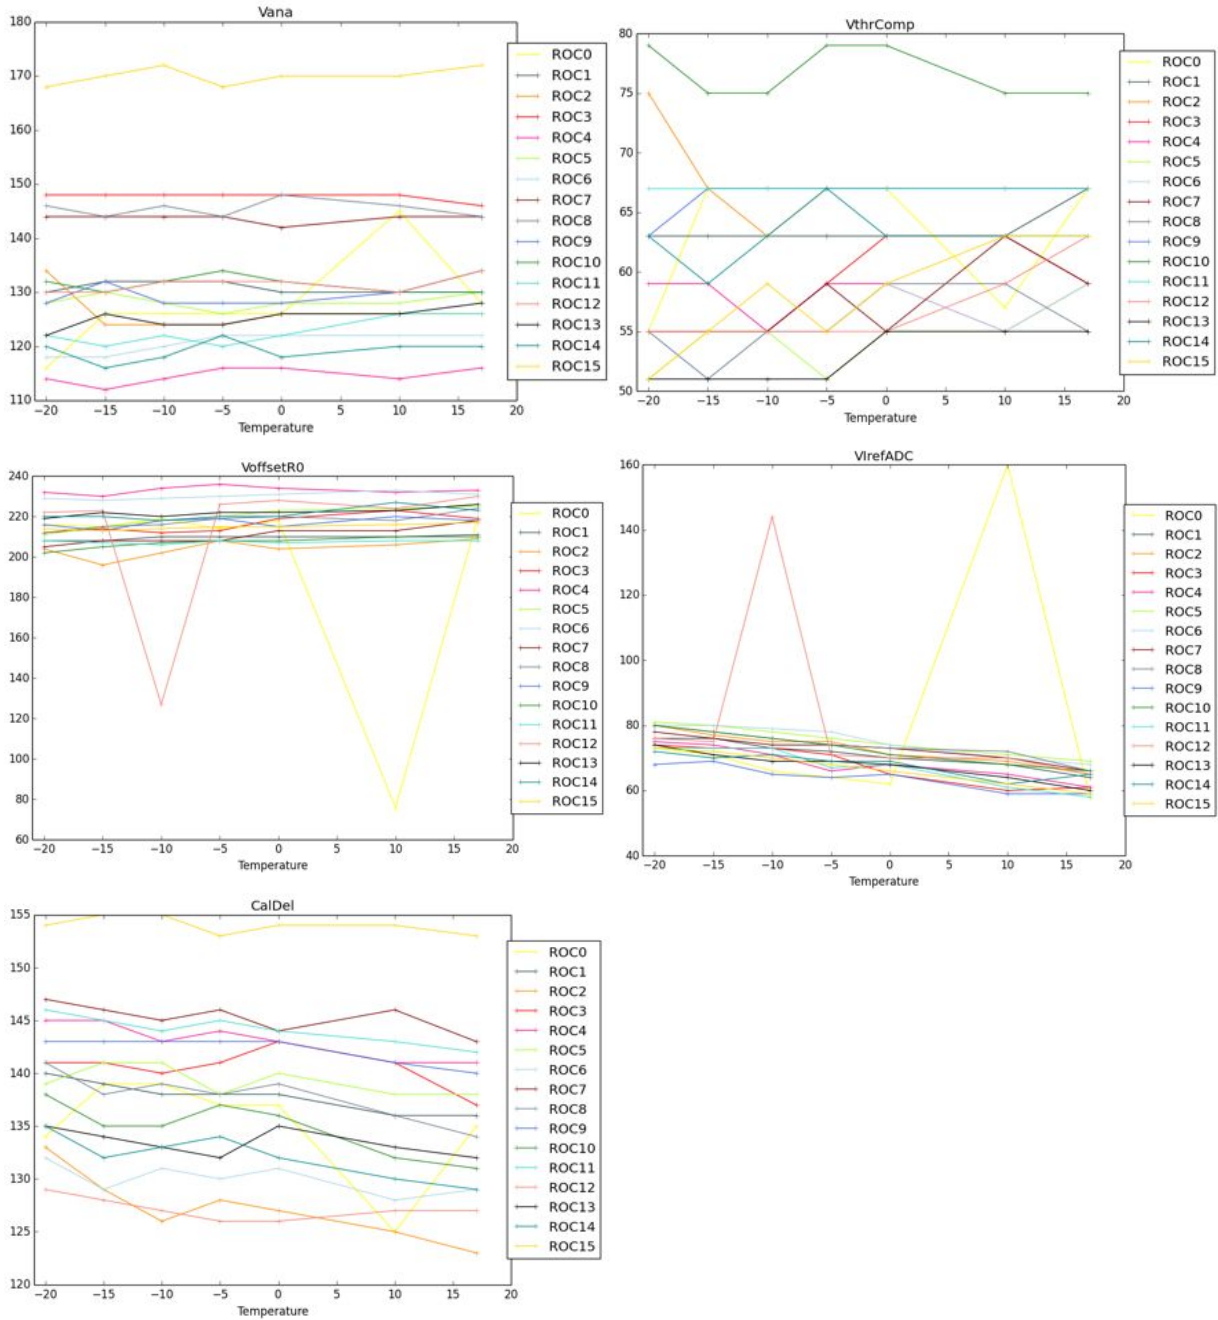 Vana
180
170
160
150
140
130
120
110
−20 −15 −10 −5 0 5 10 15 20
Temperature
ROC0
ROC1
ROC2
ROC3
ROC4
ROC5
ROC6
ROC7
ROC8
ROC9
ROC10
ROC11
ROC12
ROC13
ROC14
ROC15
VthrComp
80
75
70
65
60
55
50
−20 −15 −10 −5 0 5 10 15 20
Temperature
ROC0
ROC1
ROC2
ROC3
ROC4
ROC5
ROC6
ROC7
ROC8
ROC9
ROC10
ROC11
ROC12
ROC13
ROC14
ROC15
VoffsetR0
240
220
200
180
160
140
120
100
80
60
−20 −15 −10 −5 0 5 10 15 20
Temperature
ROC0
ROC1
ROC2
ROC3
ROC4
ROC5
ROC6
ROC7
ROC8
ROC9
ROC10
ROC11
ROC12
ROC13
ROC14
ROC15
VIrefADC
160
140
120
100
80
60
40
−20 −15 −10 −5 0 5 10 15 20
Temperature
ROC0
ROC1
ROC2
ROC3
ROC4
ROC5
ROC6
ROC7
ROC8
ROC9
ROC10
ROC11
ROC12
ROC13
ROC14
ROC15
CalDel
155
150
145
140
135
130
125
120
−20 −15 −10 −5 0 5 10 15 20
Temperature
ROC0
ROC1
ROC2
ROC3
ROC4
ROC5
ROC6
ROC7
ROC8
ROC9
ROC10
ROC11
ROC12
ROC13
ROC14
ROC15